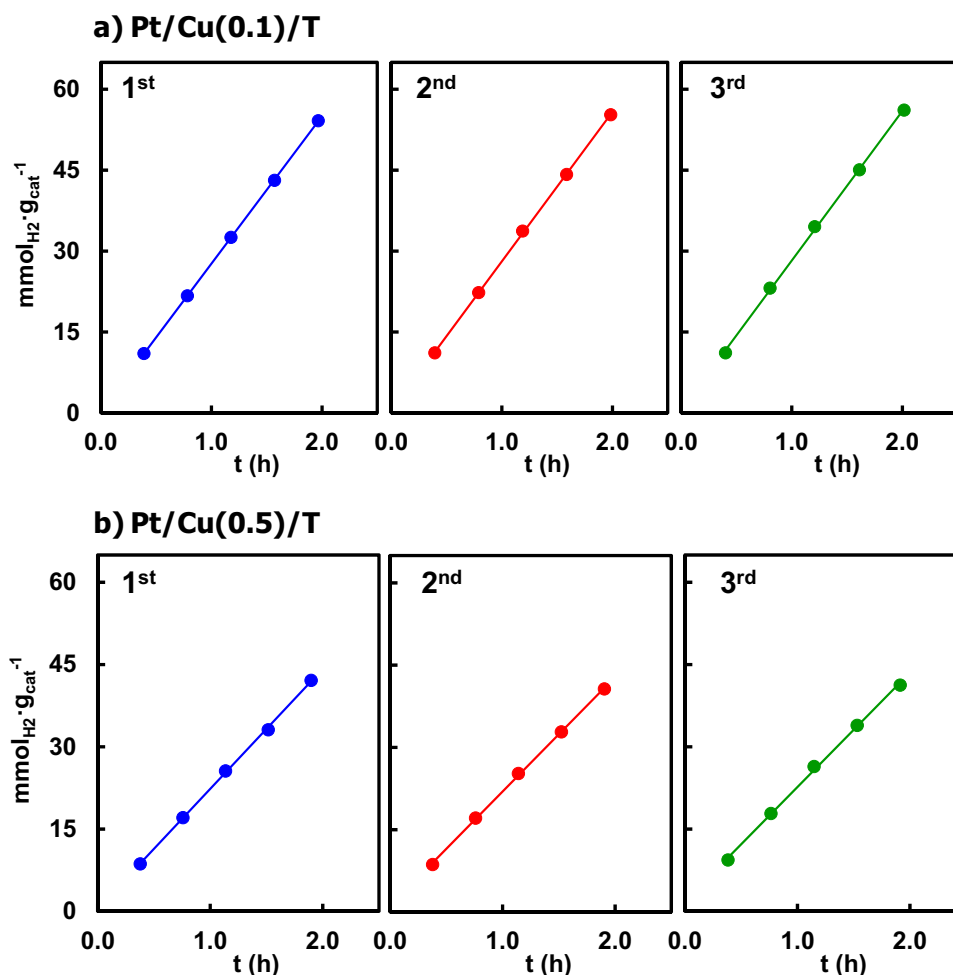 a) Pt/Cu(0.1)/T
1st 2nd 3rd
60
45
30
15
0
mmolH2·gcat-1
0.0 1.0 2.0 0.0 1.0 2.0 0.0 1.0 2.0
t (h) t (h) t (h)
b) Pt/Cu(0.5)/T
1st 2nd 3rd
60
45
30
15
0
mmolH2·gcat-1
0.0 1.0 2.0 0.0 1.0 2.0 0.0 1.0 2.0
t (h) t (h) t (h)